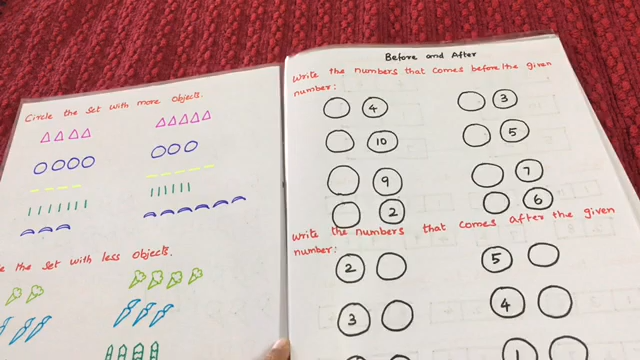 Circle the set with more objects.
the set with less objects.
Before and After
Write the numbers that comes before the given
number:
4
3
10
5
9
7
2
6
Write the numbers that comes after the given
number:
2
5
3
4
1